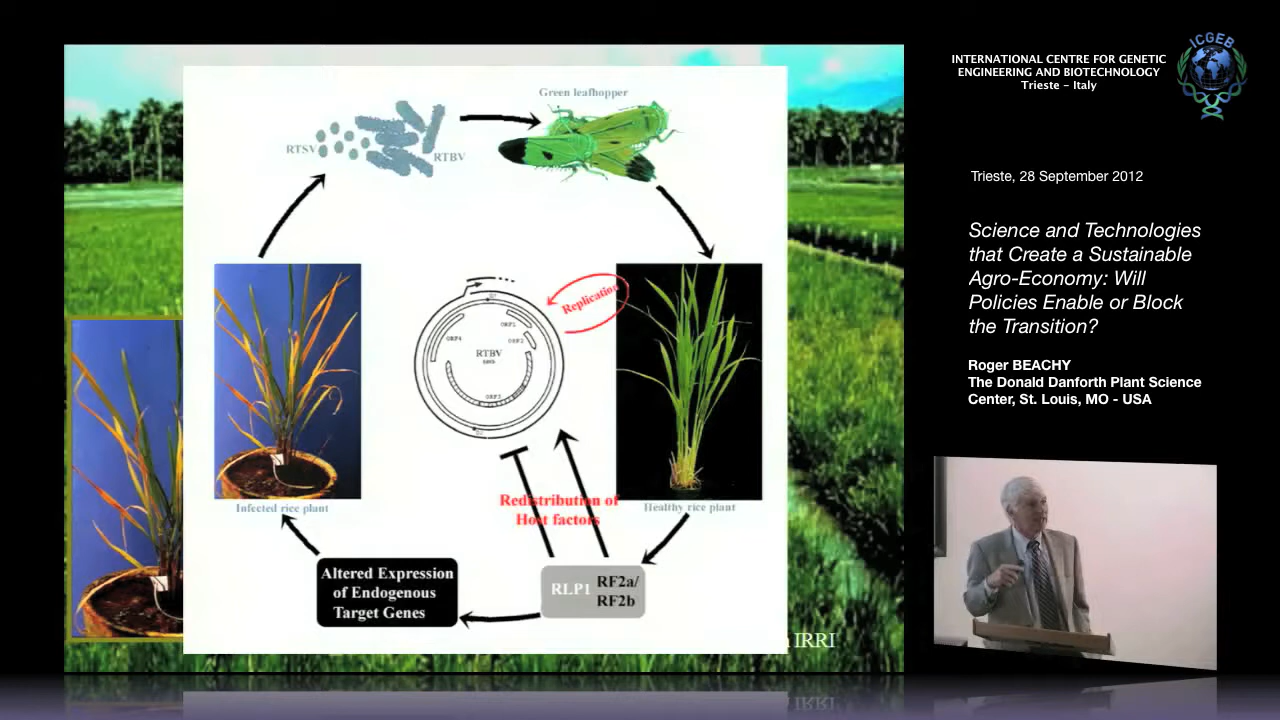 Green leafhopper
RTSV
RTBV
Replication
ORF1
ORF2
ORF4
RTBV
ORF3
Infected rice plant
Healthy rice plant
Redistribution of
Host factors
Altered Expression
of Endogenous
Target Genes
RLP1
RF2a/
RF2b
IRRI
INTERNATIONAL CENTRE FOR GENETIC
ENGINEERING AND BIOTECHNOLOGY
Trieste - Italy
ICGEB
Trieste, 28 September 2012
Science and Technologies
that Create a Sustainable
Agro-Economy: Will
Policies Enable or Block
the Transition?
Roger BEACHY
The Donald Danforth Plant Science
Center, St. Louis, MO - USA